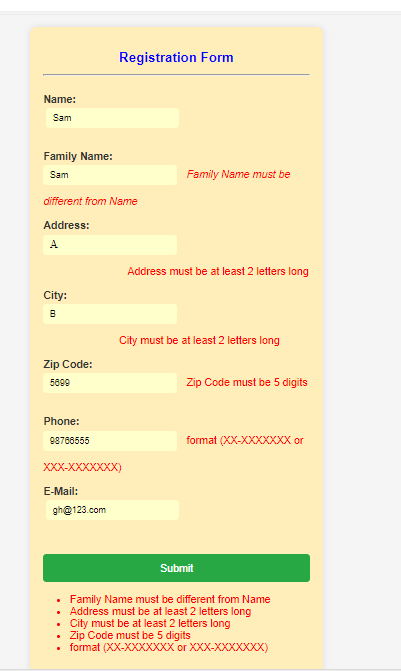 Registration Form
Name:
Sam
Family Name:
Sam Family Name must be
different from Name
Address:
A
Address must be at least 2 letters long
City:
B
City must be at least 2 letters long
Zip Code:
5699 Zip Code must be 5 digits
Phone:
98766555 format (XX-XXXXXXX or
XXX-XXXXXXX)
E-Mail:
gh@123.com
Submit
• Family Name must be different from Name
• Address must be at least 2 letters long
• City must be at least 2 letters long
• Zip Code must be 5 digits
• format (XX-XXXXXXX or XXX-XXXXXXX)